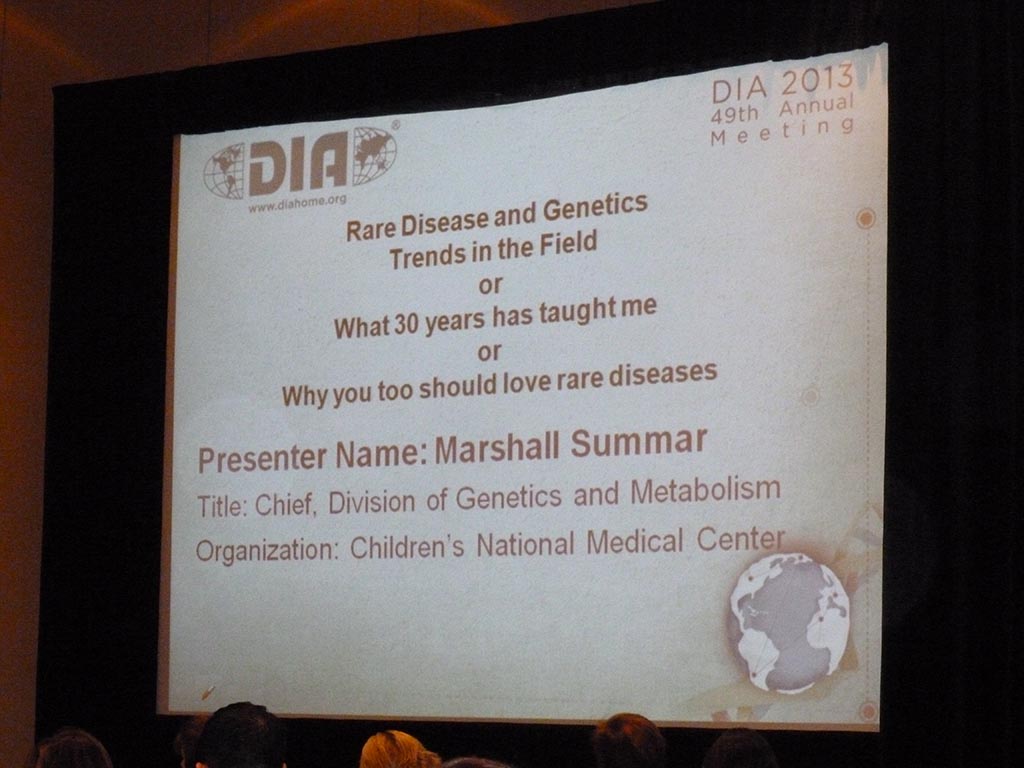 DIA 2013
49th Annual
Meeting
DIA®
www.diahome.org
Rare Disease and Genetics
Trends in the Field
or
What 30 years has taught me
or
Why you too should love rare diseases
Presenter Name: Marshall Summar
Title: Chief, Division of Genetics and Metabolism
Organization: Children's National Medical Center